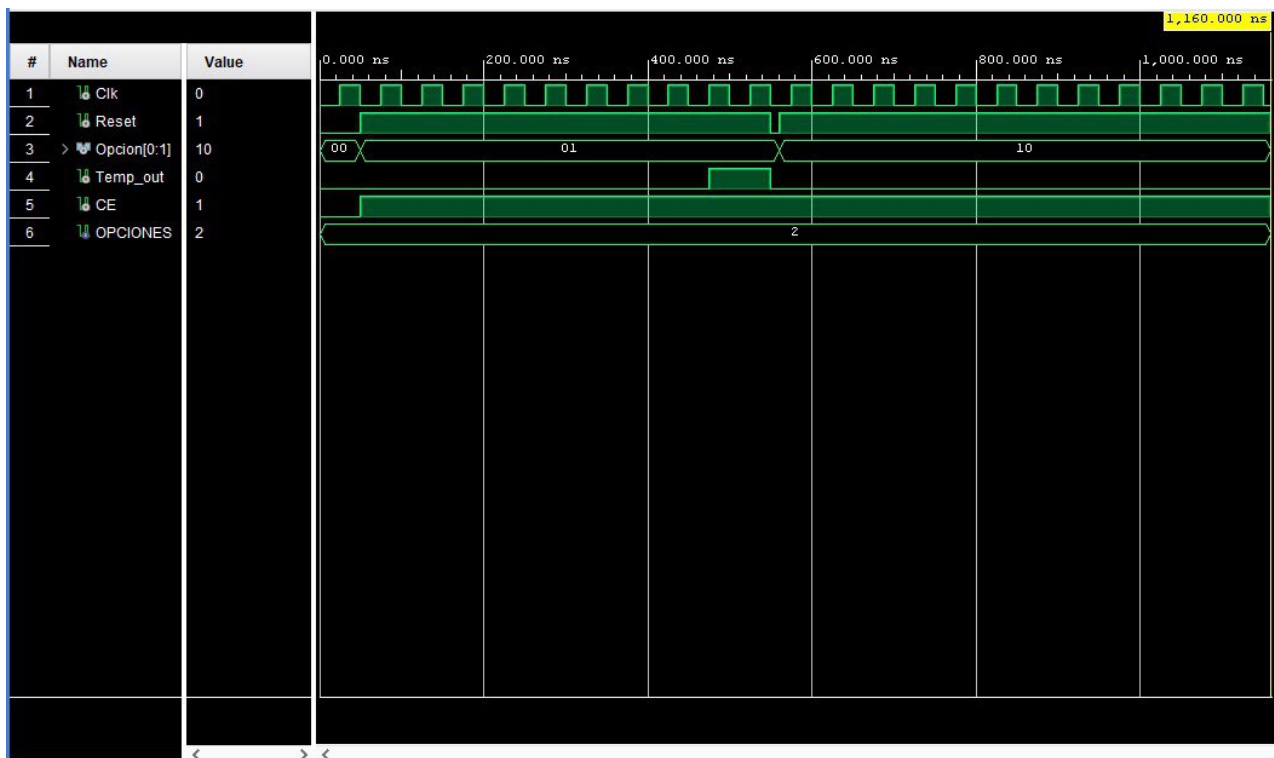 1,160.000 ns
# Name Value
0.000 ns 200.000 ns 400.000 ns 600.000 ns 800.000 ns 1,000.000 ns
1 Clk 0
2 Reset 1
3 > Opcion[0:1] 10 00 01 10
4 Temp_out 0
5 CE 1
6 OPCIONES 2 2